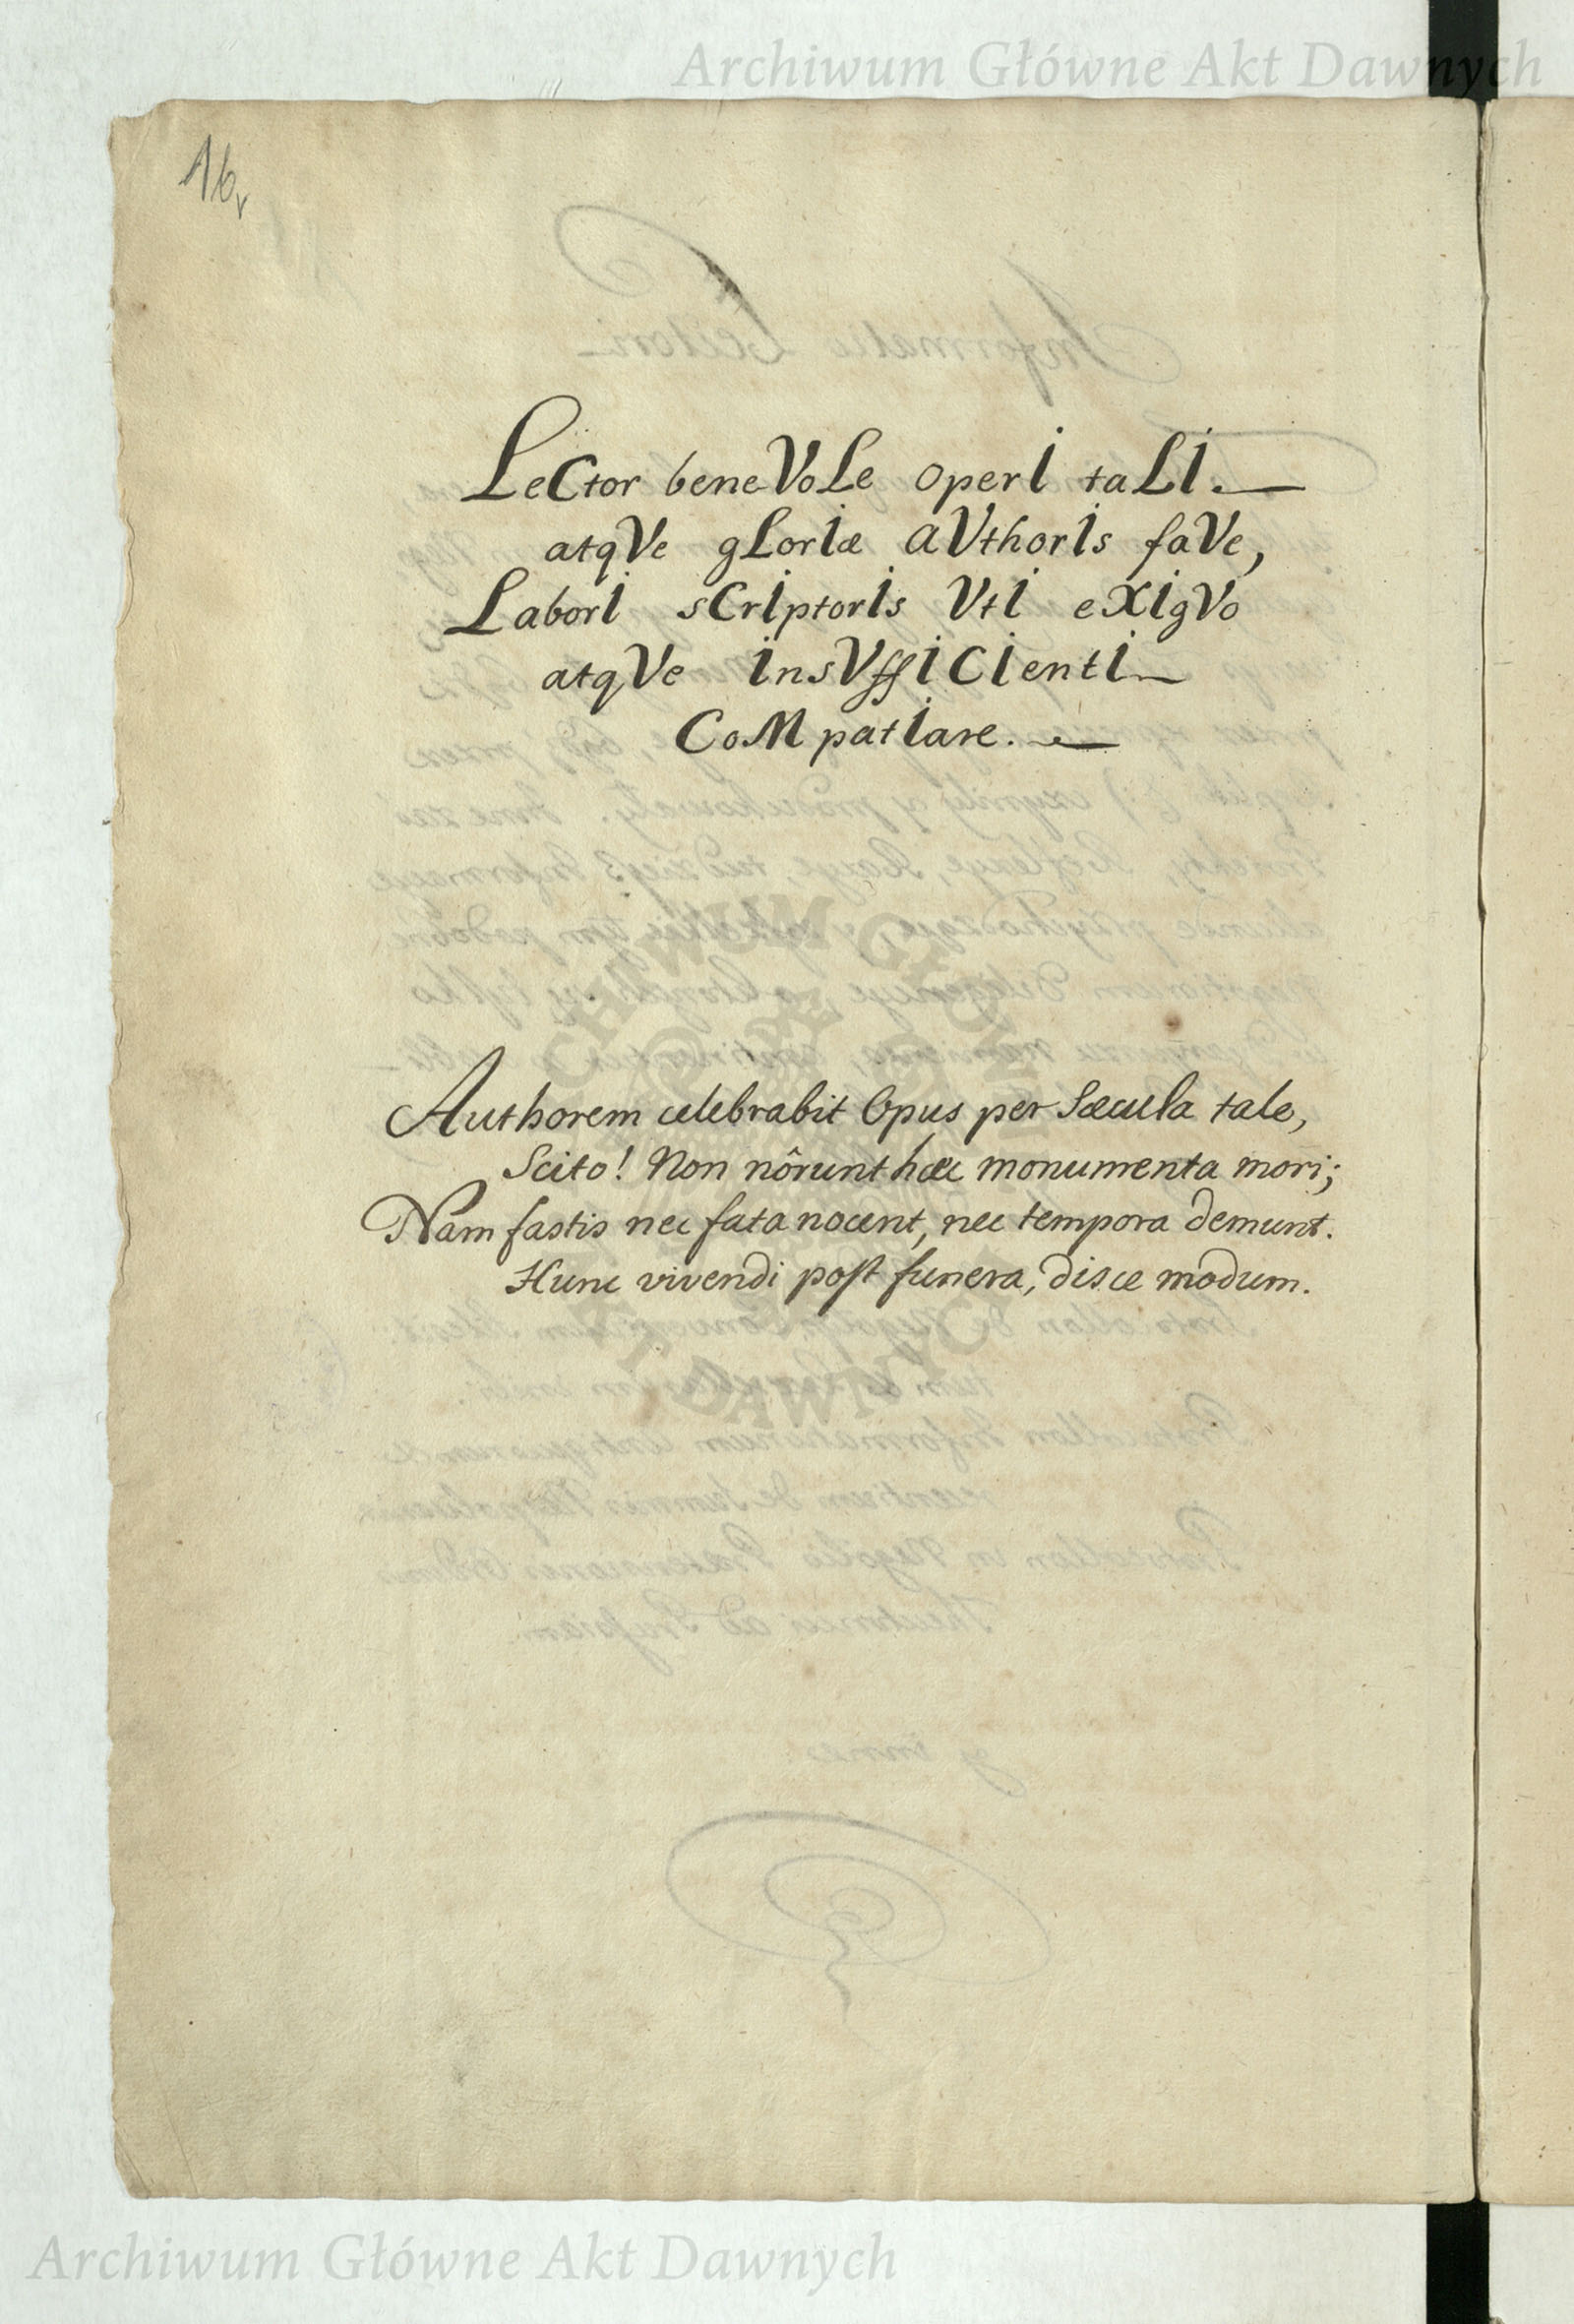 Archiwum Główne Akt Dawnych
16v
LeCtor beneVoLe operI taLI.
atqVe gLorIæ aVthorIs faVe,
LaborI sCrIptorIs VtI eXIgVo
atqVe InsVffICIentI
CoMpatIare.
Authorem celebrabit Opus per Sæcula tale,
Scito! Non nôrunt hæc monumenta mori;
Nam fastis nec fata nocent, nec tempora demunt.
Hunc vivendi post funera, disce modum.
Archiwum Główne Akt Dawnych